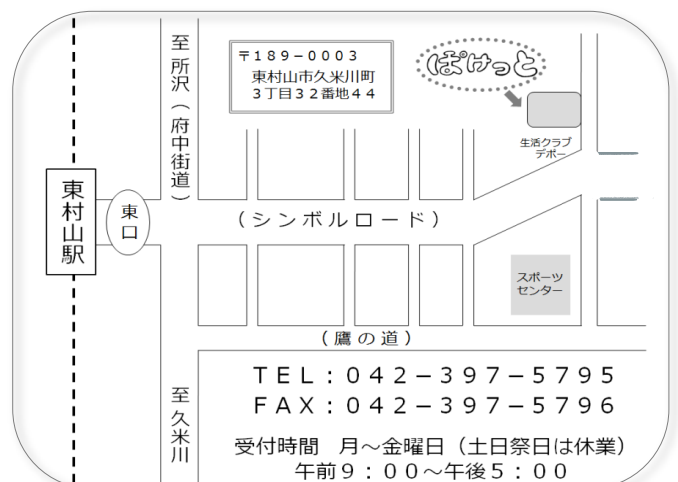 至所沢（府中街道）
〒189－0003
東村山市久米川町
3丁目32番地44
ぽけっと
生活クラブ
デポー
東村山駅
東口
（シンボルロード）
スポーツ
センター
（鷹の道）
至久米川
TEL：042－397－5795
FAX：042－397－5796
受付時間　月～金曜日（土日祭日は休業）
午前9：00～午後5：00